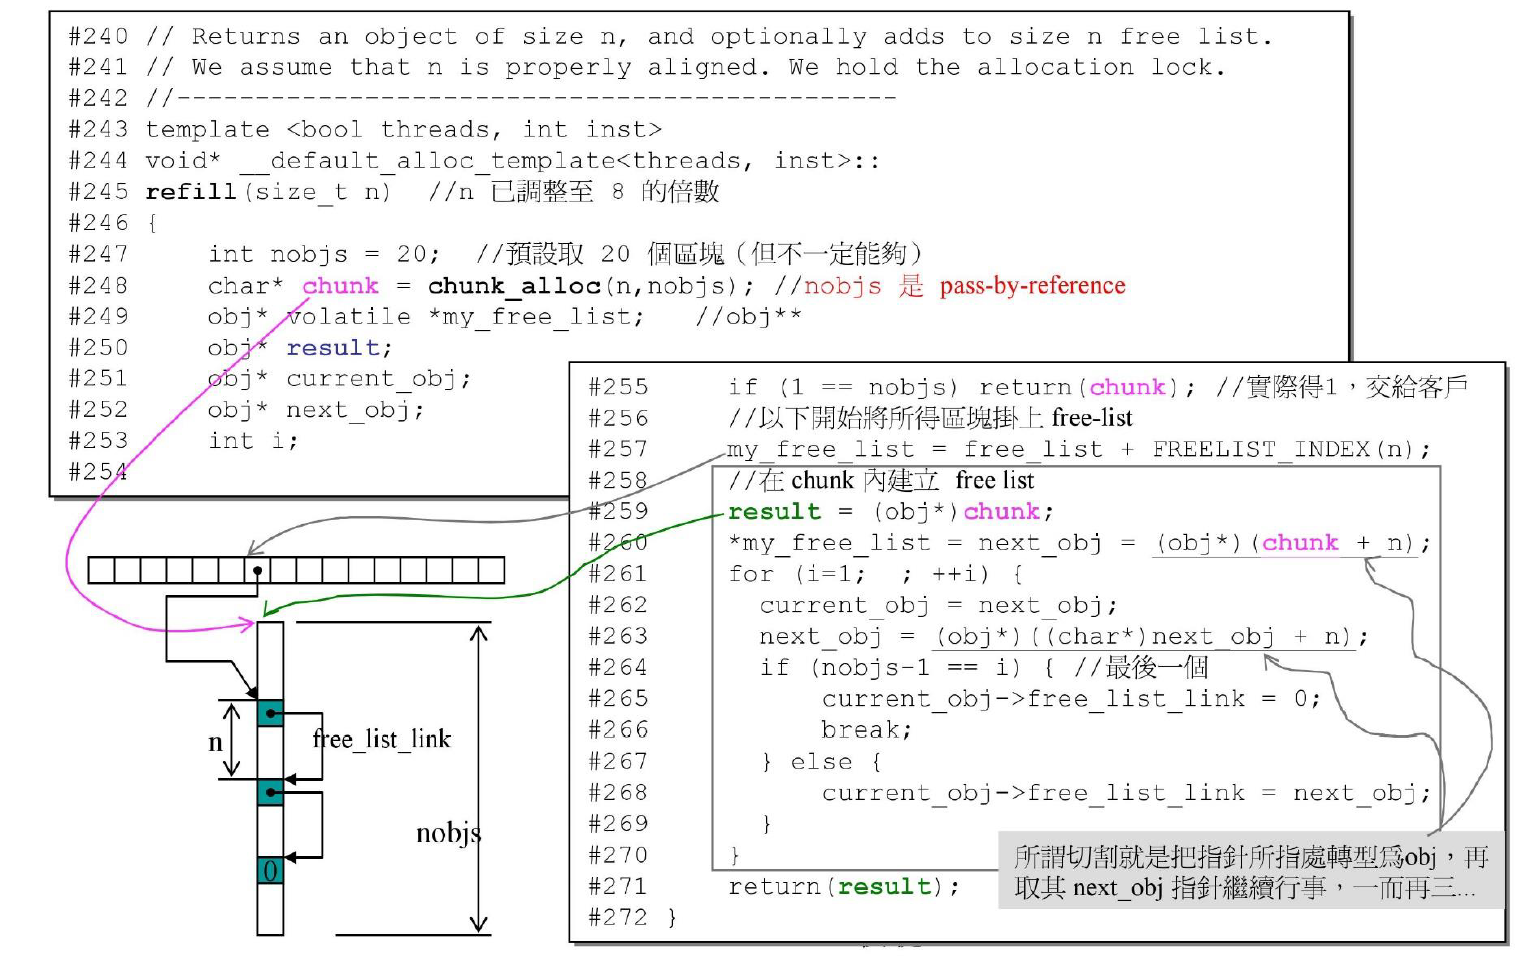 #240 // Returns an object of size n, and optionally adds to size n free list.
#241 // We assume that n is properly aligned. We hold the allocation lock.
#242 //----------------------------------------------
#243 template <bool threads, int inst>
#244 void* __default_alloc_template<threads, inst>::
#245 refill(size_t n) //n 已調整至 8 的倍數
#246 {
#247 int nobjs = 20; //預設取 20 個區塊(但不一定能夠)
#248 char* chunk = chunk_alloc(n,nobjs); //nobjs 是 pass-by-reference
#249 obj* volatile *my_free_list; //obj**
#250 obj* result;
#251 obj* current_obj;
#252 obj* next_obj;
#253 int i;
#254
#255 if (1 == nobjs) return(chunk); //實際得1，交給客戶
#256 //以下開始將所得區塊掛上 free-list
#257 my_free_list = free_list + FREELIST_INDEX(n);
#258 //在 chunk 內建立 free list
#259 result = (obj*)chunk;
#260 *my_free_list = next_obj = (obj*)(chunk + n);
#261 for (i=1; ; ++i) {
#262 current_obj = next_obj;
#263 next_obj = (obj*)((char*)next_obj + n);
#264 if (nobjs-1 == i) { //最後一個
#265 current_obj->free_list_link = 0;
#266 break;
#267 } else {
#268 current_obj->free_list_link = next_obj;
#269 }
#270 }
#271 return(result);
#272 }
所謂切割就是把指針所指處轉型爲obj，再
取其 next_obj 指針繼續行事，一而再三...
n
free_list_link
nobjs
0